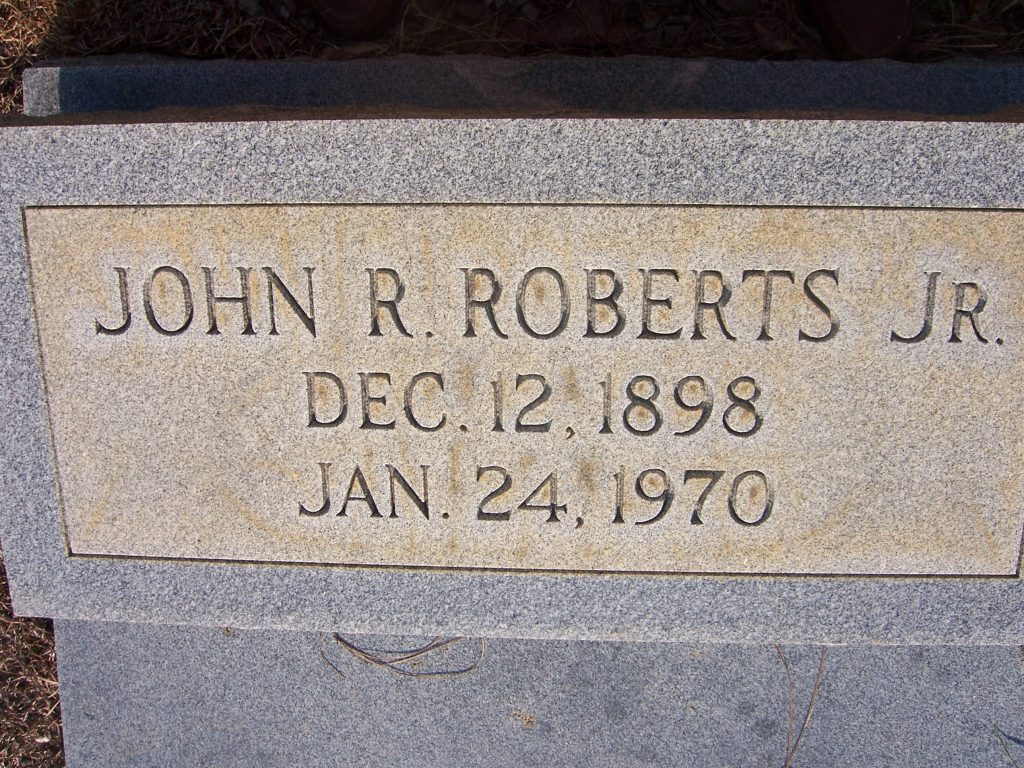 JOHN R. ROBERTS JR.
DEC. 12, 1898
JAN. 24, 1970